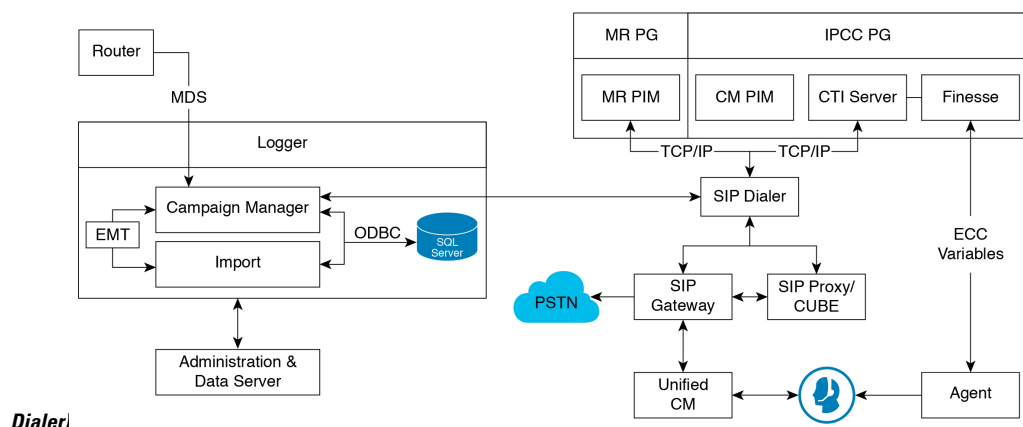 MR PG
IPCC PG
Router
MR PIM
CM PIM
CTI Server
Finesse
MDS
Logger
TCP/IP
TCP/IP
Campaign Manager
SIP Dialer
EMT
ODBC
SQL
Server
Import
ECC
Variables
PSTN
SIP
Gateway
SIP Proxy/
CUBE
Administration &
Data Server
Unified
CM
Agent
Dialer